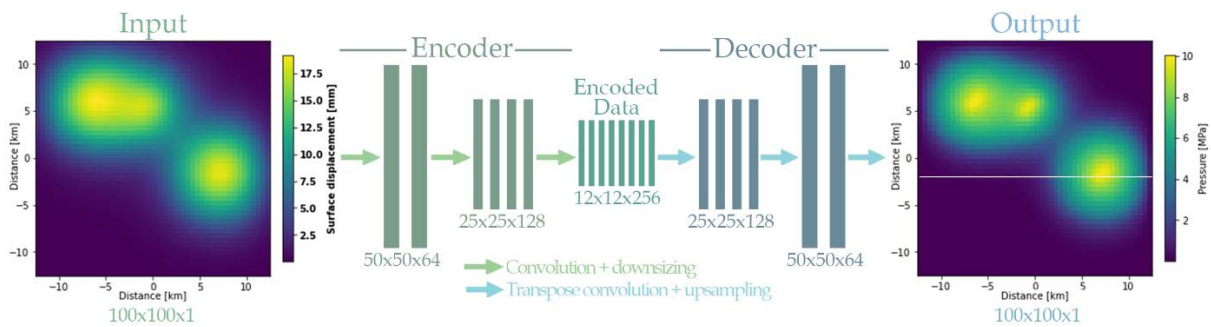 Input
Encoder
Decoder
Output
10
5
0
−5
−10
Distance [km]
−10
−5
0
5
10
Distance [km]
100x100x1
17.5
15.0
12.5
10.0
7.5
5.0
2.5
Surface displacement [mm]
50x50x64
25x25x128
Encoded
Data
12x12x256
25x25x128
50x50x64
Convolution + downsizing
Transpose convolution + upsampling
10
5
0
−5
−10
Distance [km]
−10
−5
0
5
10
Distance [km]
100x100x1
10
8
6
4
2
Pressure [MPa]